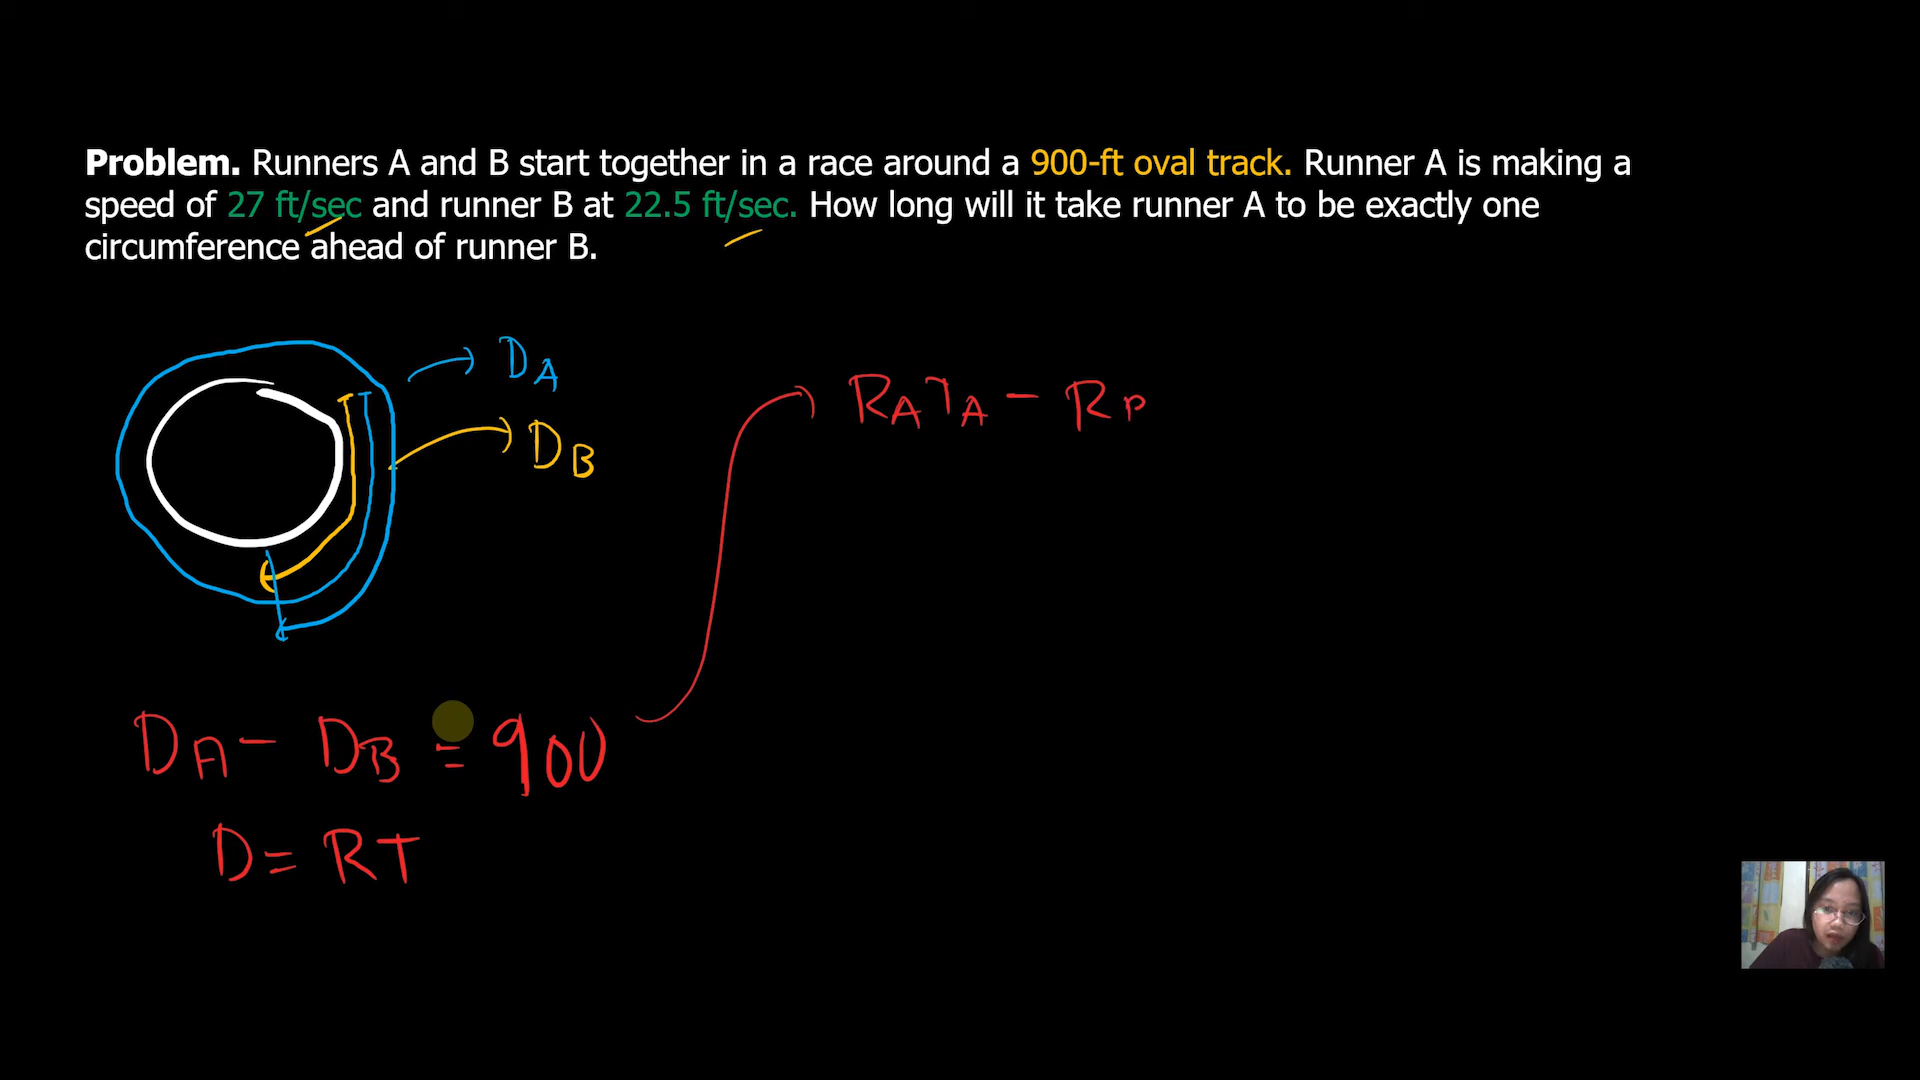 Problem. Runners A and B start together in a race around a 900-ft oval track. Runner A is making a
speed of 27 ft/sec and runner B at 22.5 ft/sec. How long will it take runner A to be exactly one
circumference ahead of runner B.
DA
DB
RATA - RP
DA - DB = 900
D = RT